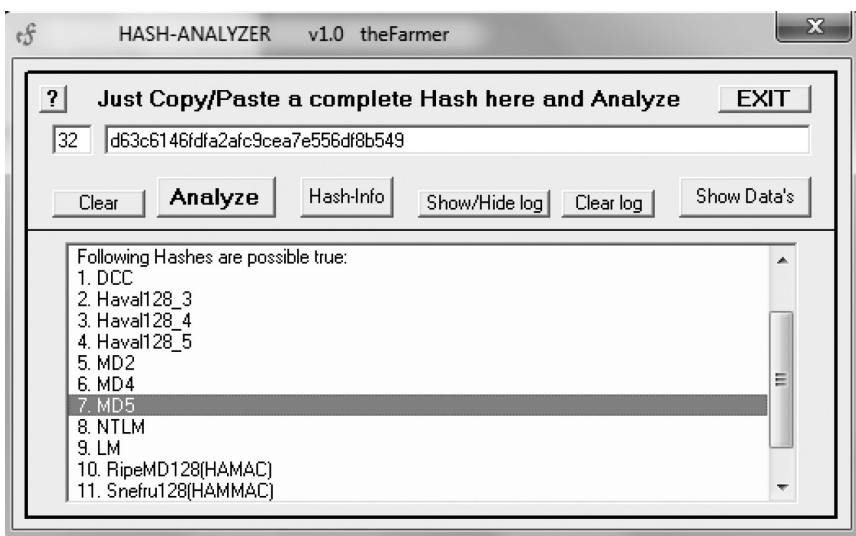 HASH-ANALYZER v1.0 theFarmer
X
? Just Copy/Paste a complete Hash here and Analyze EXIT
32 d63c6146fdfa2afc9cea7e556df8b549
Clear Analyze Hash-Info Show/Hide log Clear log Show Data's
Following Hashes are possible true:
1. DCC
2. Haval128_3
3. Haval128_4
4. Haval128_5
5. MD2
6. MD4
7. MD5
8. NTLM
9. LM
10. RipeMD128(HAMAC)
11. Snefru128(HAMMAC)